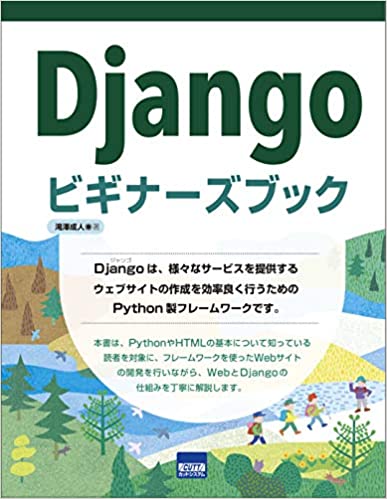 Django
ビギナーズブック
滝澤成人●著
ジャンゴ
Djangoは、様々なサービスを提供する
ウェブサイトの作成を効率良く行うための
Python製フレームワークです。
本書は、PythonやHTMLの基本について知っている
読者を対象に、フレームワークを使ったWebサイト
の開発を行いながら、WebとDjangoの
仕組みを丁寧に解説します。
CUTT
カットシステム